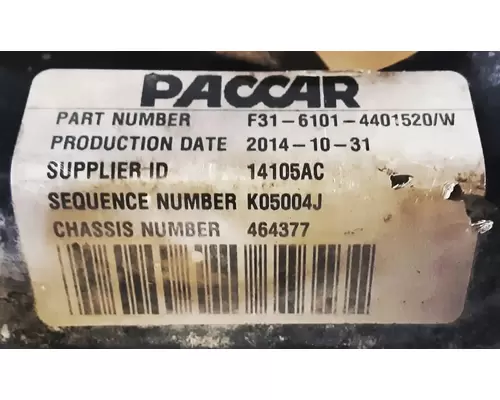 PACCAR
PART NUMBER F31-6101-4401520/W
PRODUCTION DATE 2014-10-31
SUPPLIER ID 14105AC
SEQUENCE NUMBER K05004J
CHASSIS NUMBER 464377